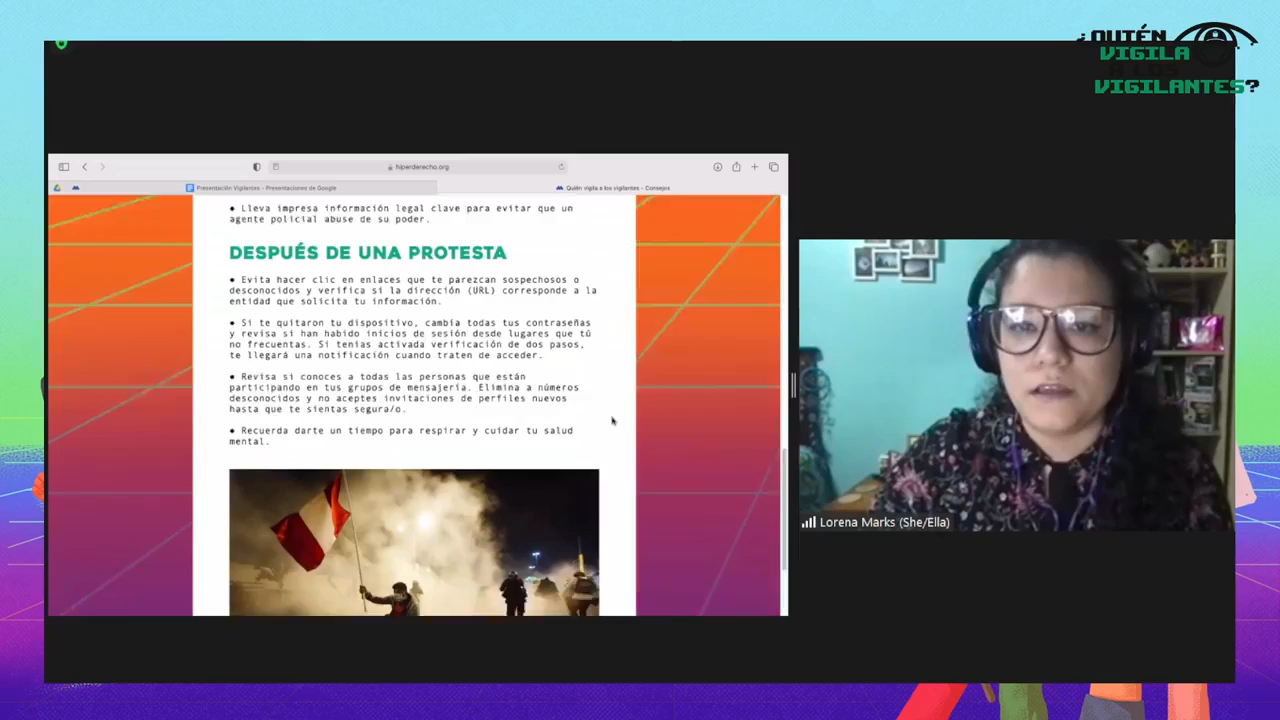 ¿QUIÉN
VIGILA
A LOS
VIGILANTES?
hiperderecho.org
Presentación Vigilantes - Presentaciones de Google
Quién vigila a los vigilantes - Consejos
• Lleva impresa información legal clave para evitar que un
agente policial abuse de su poder.
DESPUÉS DE UNA PROTESTA
• Evita hacer clic en enlaces que te parezcan sospechosos o
desconocidos y verifica si la dirección (URL) corresponde a la
entidad que solicita tu información.
• Si te quitaron tu dispositivo, cambia todas tus contraseñas
y revisa si han habido inicios de sesión desde lugares que tú
no frecuentas. Si tenías activada verificación de dos pasos,
te llegará una notificación cuando traten de acceder.
• Revisa si conoces a todas las personas que están
participando en tus grupos de mensajería. Elimina a números
desconocidos y no aceptes invitaciones de perfiles nuevos
hasta que te sientas segura/o.
• Recuerda darte un tiempo para respirar y cuidar tu salud
mental.
Lorena Marks (She/Ella)